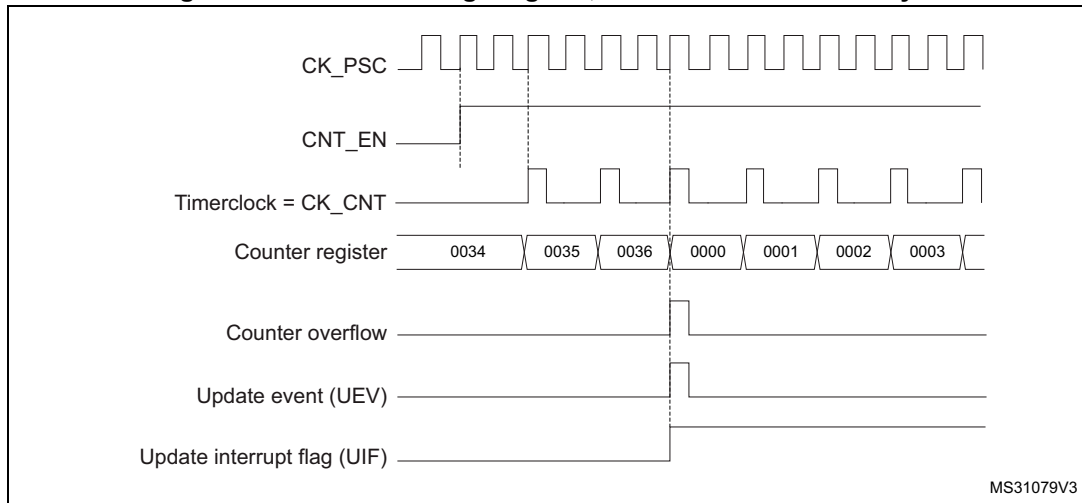 CK_PSC
CNT_EN
Timerclock = CK_CNT
Counter register 0034 0035 0036 0000 0001 0002 0003
Counter overflow
Update event (UEV)
Update interrupt flag (UIF)
MS31079V3